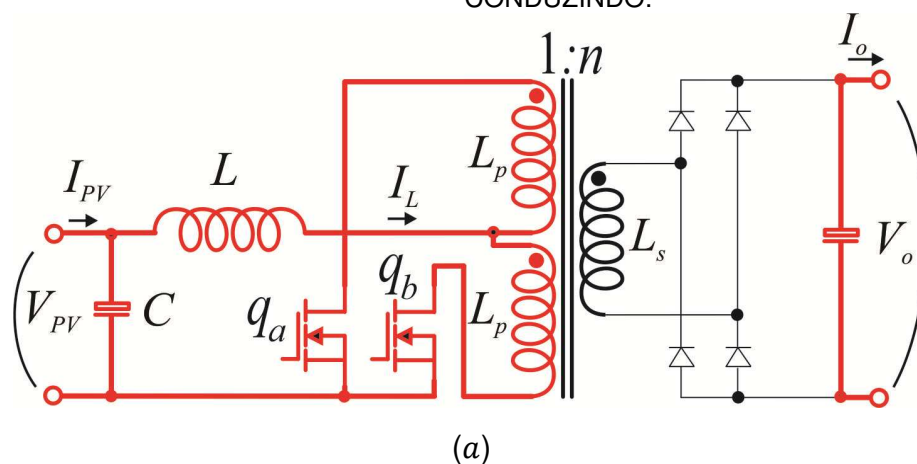 CONDUZINDO.
1:n
I_o
I_PV
L
I_L
L_p
L_s
V_o
V_PV
C
q_a
q_b
L_p
(a)